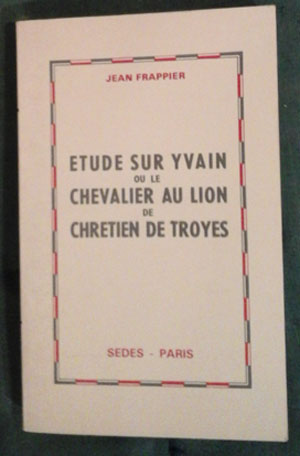 JEAN FRAPPIER
ETUDE SUR YVAIN
OU LE
CHEVALIER AU LION
DE
CHRETIEN DE TROYES
SEDES - PARIS